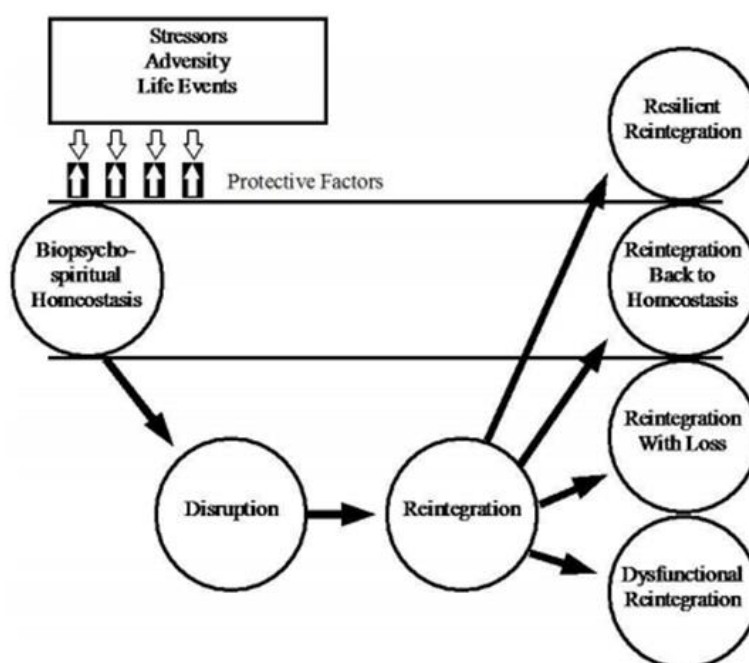 Stressors
Adversity
Life Events
Protective Factors
Resilient
Reintegration
Biopsycho-
spiritual
Homeostasis
Reintegration
Back to
Homeostasis
Reintegration
With Loss
Disruption
Reintegration
Dysfunctional
Reintegration